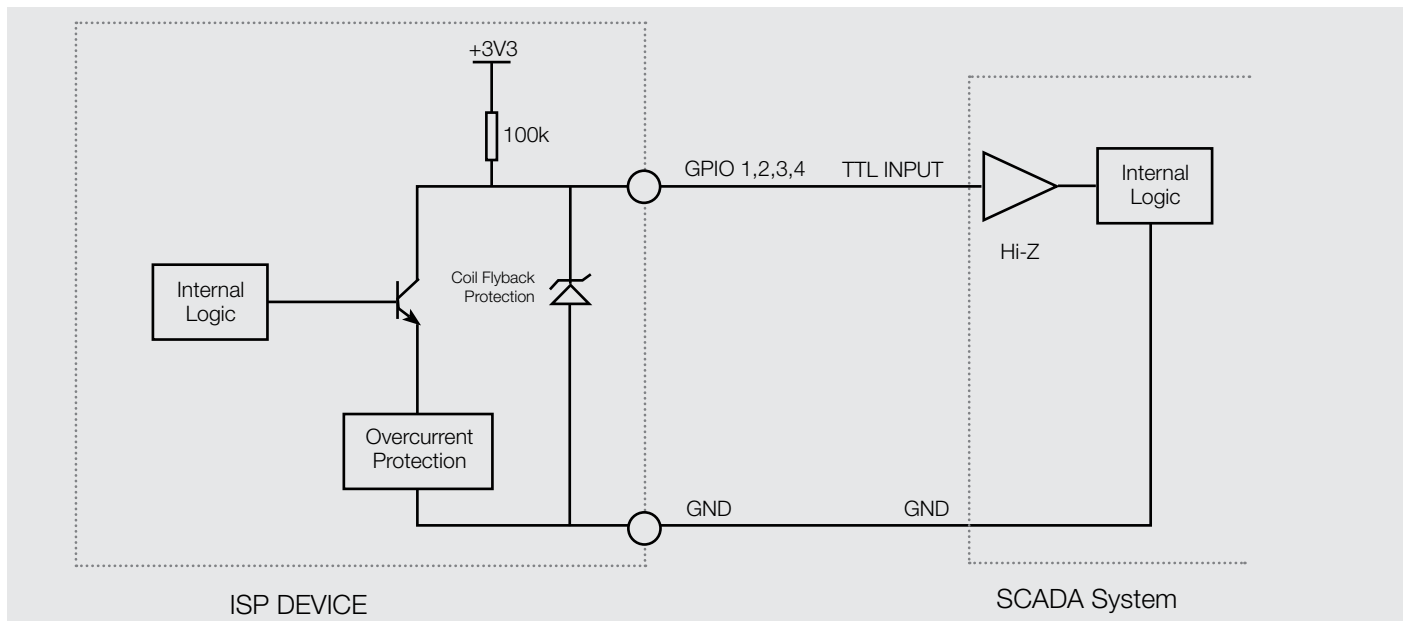 +3V3
100k
GPIO 1,2,3,4
TTL INPUT
Internal
Logic
Hi-Z
Coil Flyback
Protection
Internal
Logic
Overcurrent
Protection
GND
GND
ISP DEVICE
SCADA System